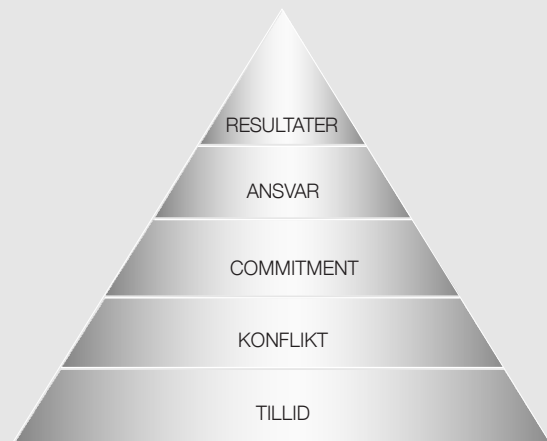 RESULTATER
ANSVAR
COMMITMENT
KONFLIKT
TILLID